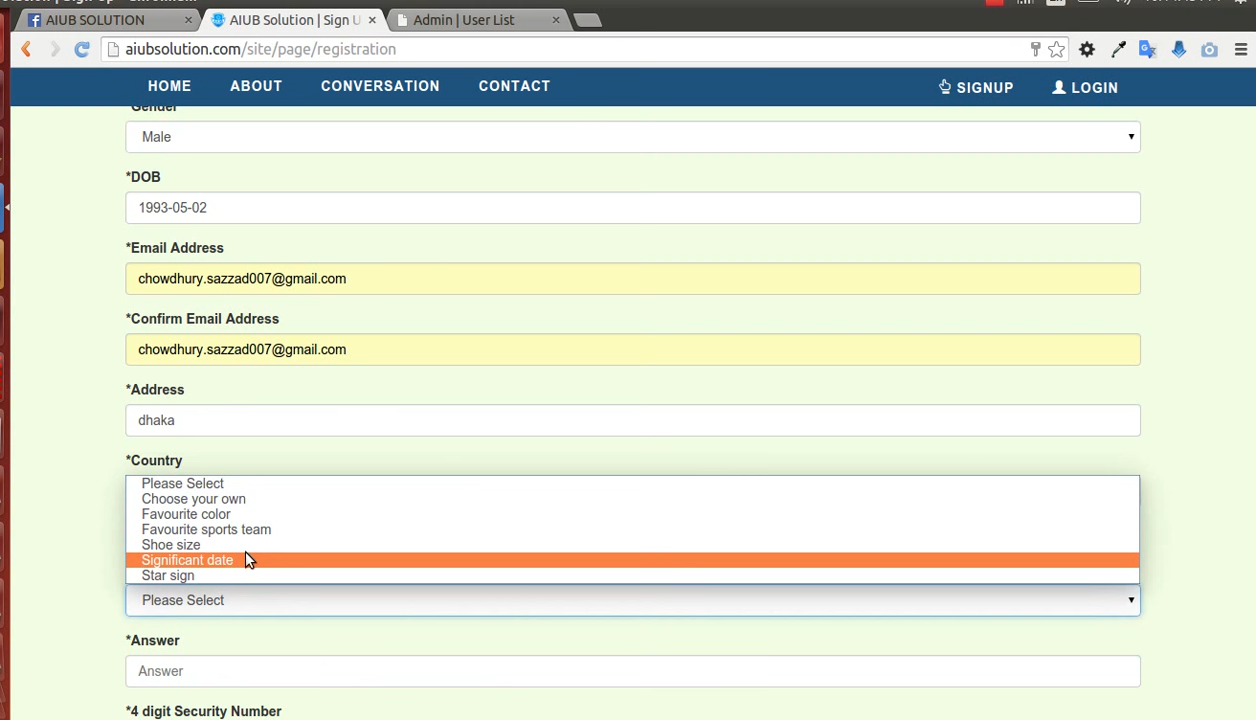 AIUB SOLUTION
AIUB Solution | Sign U
Admin | User List
aiubsolution.com/site/page/registration
HOME ABOUT CONVERSATION CONTACT SIGNUP LOGIN
Gender
Male
*DOB
1993-05-02
*Email Address
chowdhury.sazzad007@gmail.com
*Confirm Email Address
chowdhury.sazzad007@gmail.com
*Address
dhaka
*Country
Please Select
Choose your own
Favourite color
Favourite sports team
Shoe size
Significant date
Star sign
Please Select
*Answer
Answer
*4 digit Security Number